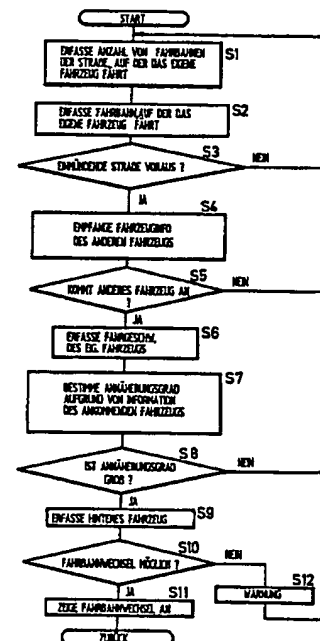 START
ERFASSE ANZAHL VON FAHRBAHNEN
DER STRAßE, AUF DER DAS EIGENE
FAHRZEUG FÄHRT
S1
ERFASSE FAHRBAHN, AUF DER DAS
EIGENE FAHRZEUG FÄHRT
S2
EINMÜNDENDE STRAßE VORAUS ?
S3
NEIN
JA
S4
EMPFANGE FAHRZEUGINFO
DES ANDEREN FAHRZEUGS
S5
KOMMT ANDERES FAHRZEUG AN
?
NEIN
JA
S6
ERFASSE FAHRGESCHW.
DES EIG. FAHRZEUGS
S7
BESTIMME ANNÄHERUNGSGRAD
AUFGRUND VON INFORMATION
DES ANKOMMENDEN FAHRZEUGS
S8
IST ANNÄHERUNGSGRAD
GROß ?
NEIN
JA
S9
ERFASSE HINTERES FAHRZEUG
S10
FAHRBAHNWECHSEL MÖGLICH ?
NEIN
JA
S11
ZEIGE FAHRBAHNWECHSEL AN
S12
WARNUNG
ZURÜCK